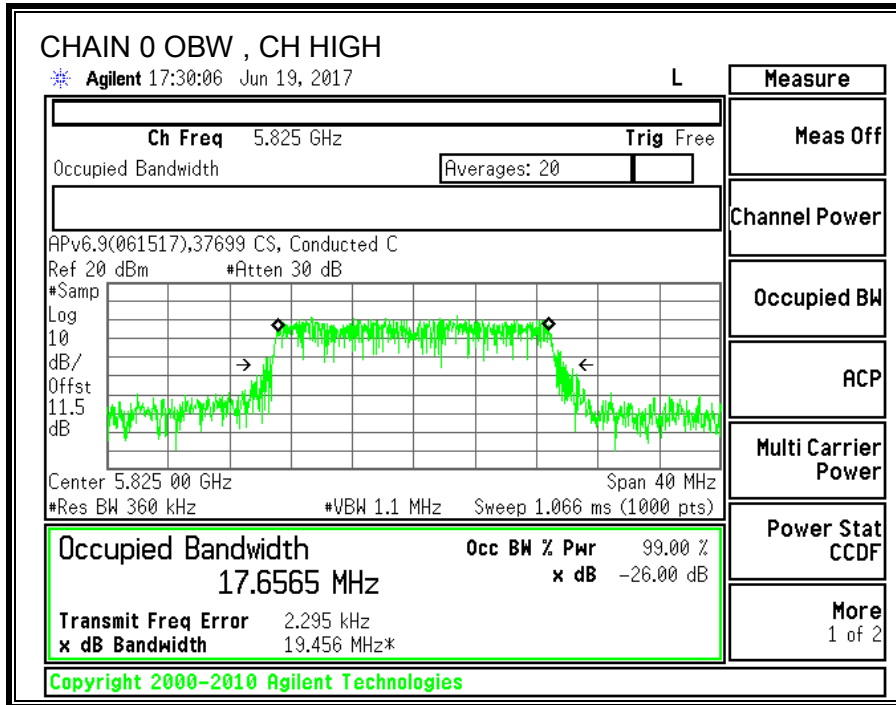 CHAIN 0 OBW , CH HIGH
Agilent 17:30:06 Jun 19, 2017 L
Measure
Ch Freq 5.825 GHz Trig Free
Occupied Bandwidth Averages: 20
APv6.9(061517),37699 CS, Conducted C
Ref 20 dBm #Atten 30 dB
#Samp
Log
10
dB/
Offst
11.5
dB
Center 5.825 00 GHz Span 40 MHz
#Res BW 360 kHz #VBW 1.1 MHz Sweep 1.066 ms (1000 pts)
Occupied Bandwidth Occ BW % Pwr 99.00 %
17.6565 MHz x dB -26.00 dB
Transmit Freq Error 2.295 kHz
x dB Bandwidth 19.456 MHz*
Copyright 2000-2010 Agilent Technologies
Meas Off
Channel Power
Occupied BW
ACP
Multi Carrier
Power
Power Stat
CCDF
More
1 of 2